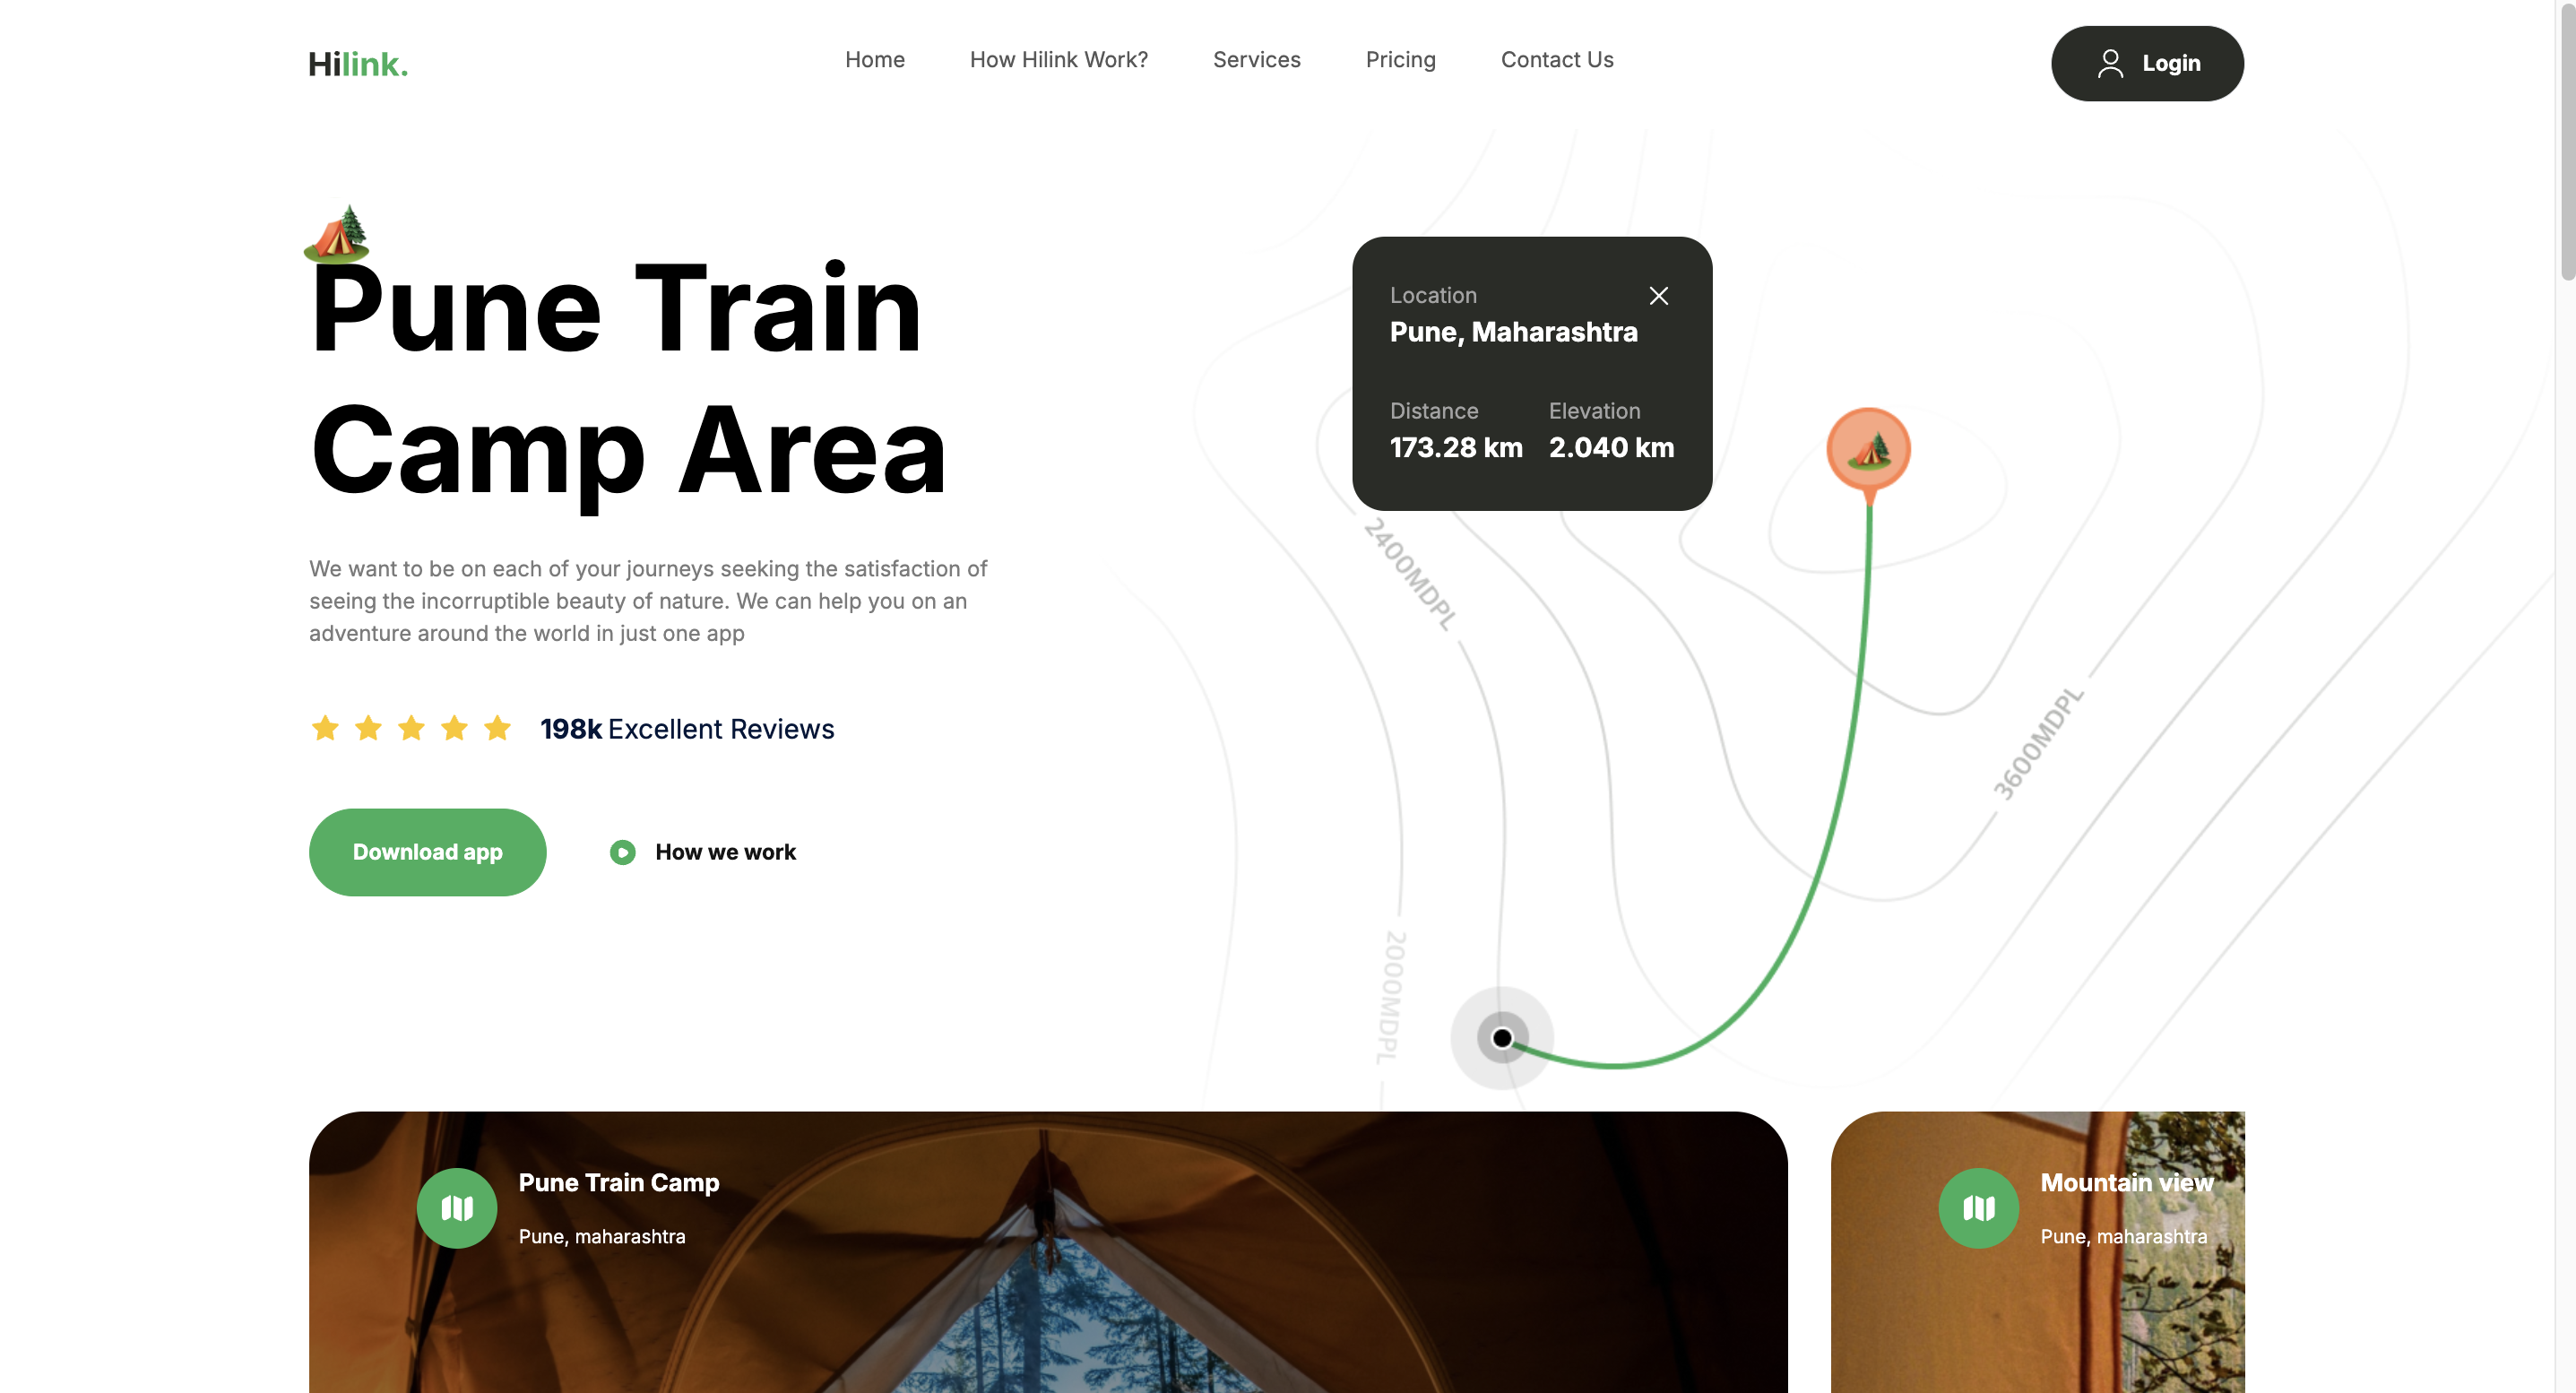 Hilink.
Home
How Hilink Work?
Services
Pricing
Contact Us
Login
Pune Train
Camp Area
We want to be on each of your journeys seeking the satisfaction of
seeing the incorruptible beauty of nature. We can help you on an
adventure around the world in just one app
198k Excellent Reviews
Download app
How we work
Location
Pune, Maharashtra
Distance
Elevation
173.28 km
2.040 km
2400MDPL
3600MDPL
2000MDPL
Pune Train Camp
Pune, maharashtra
Mountain view
Pune, maharashtra